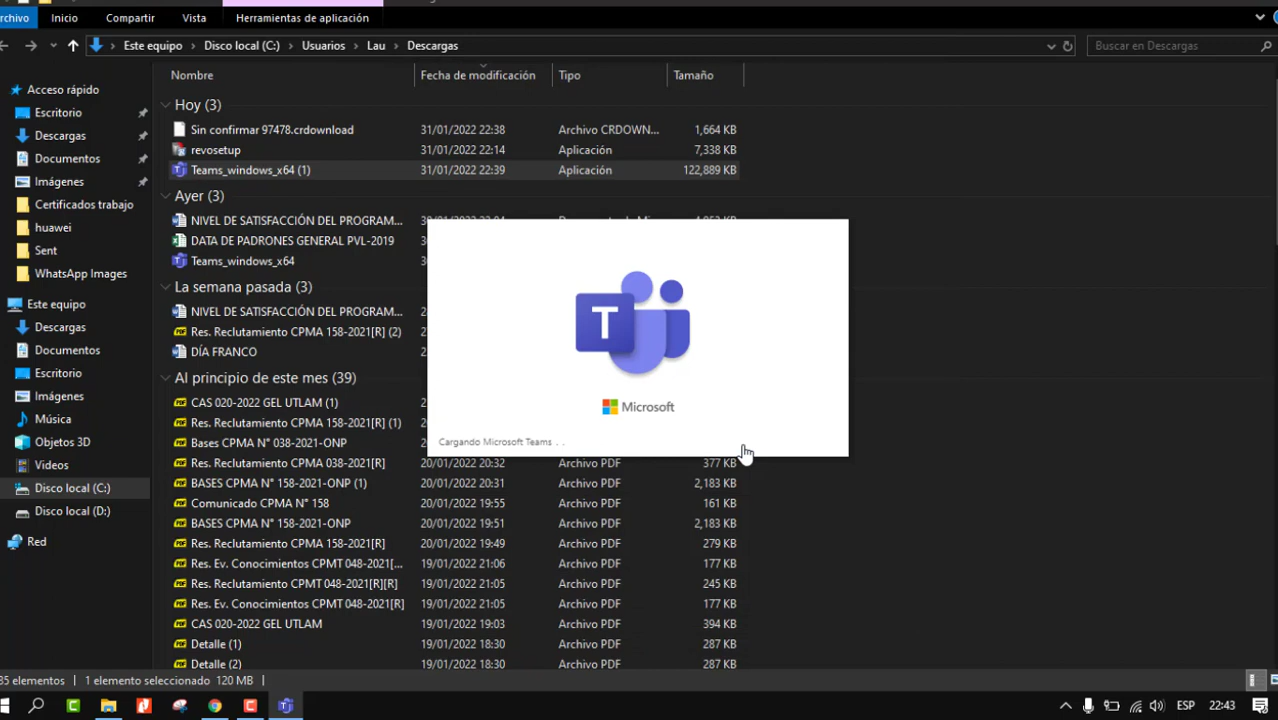 rchivo Inicio Compartir Vista Herramientas de aplicación
Este equipo Disco local (C:) Usuarios Lau Descargas Buscar en Descargas
Nombre Fecha de modificación Tipo Tamaño
Acceso rápido
Escritorio
Descargas
Documentos
Imágenes
Certificados trabajo
huawei
Sent
WhatsApp Images
Este equipo
Descargas
Documentos
Escritorio
Imágenes
Música
Objetos 3D
Vídeos
Disco local (C:)
Disco local (D:)
Red
Hoy (3)
Sin confirmar 97478.crdownload 31/01/2022 22:38 Archivo CRDOWN... 1,664 KB
revosetup 31/01/2022 22:14 Aplicación 7,338 KB
Teams_windows_x64 (1) 31/01/2022 22:39 Aplicación 122,889 KB
Ayer (3)
NIVEL DE SATISFACCIÓN DEL PROGRAM...
DATA DE PADRONES GENERAL PVL-2019
Teams_windows_x64
La semana pasada (3)
NIVEL DE SATISFACCIÓN DEL PROGRAM...
Res. Reclutamiento CPMA 158-2021[R] (2)
DÍA FRANCO
Al principio de este mes (39)
CAS 020-2022 GEL UTLAM (1)
Res. Reclutamiento CPMA 158-2021[R] (1)
Bases CPMA N° 038-2021-ONP
Res. Reclutamiento CPMA 038-2021[R] 20/01/2022 20:32 Archivo PDF 377 KB
BASES CPMA N° 158-2021-ONP (1) 20/01/2022 20:31 Archivo PDF 2,183 KB
Comunicado CPMA N° 158 20/01/2022 19:55 Archivo PDF 161 KB
BASES CPMA N° 158-2021-ONP 20/01/2022 19:51 Archivo PDF 2,183 KB
Res. Reclutamiento CPMA 158-2021[R] 20/01/2022 19:49 Archivo PDF 279 KB
Res. Ev. Conocimientos CPMT 048-2021[... 19/01/2022 21:06 Archivo PDF 177 KB
Res. Reclutamiento CPMT 048-2021[R][R] 19/01/2022 21:05 Archivo PDF 245 KB
Res. Ev. Conocimientos CPMT 048-2021[R] 19/01/2022 21:05 Archivo PDF 177 KB
CAS 020-2022 GEL UTLAM 19/01/2022 19:03 Archivo PDF 394 KB
Detalle (1) 19/01/2022 18:30 Archivo PDF 287 KB
Detalle (2) 19/01/2022 18:30 Archivo PDF 287 KB
T
Microsoft
Cargando Microsoft Teams . .
35 elementos 1 elemento seleccionado 120 MB
ESP 22:43